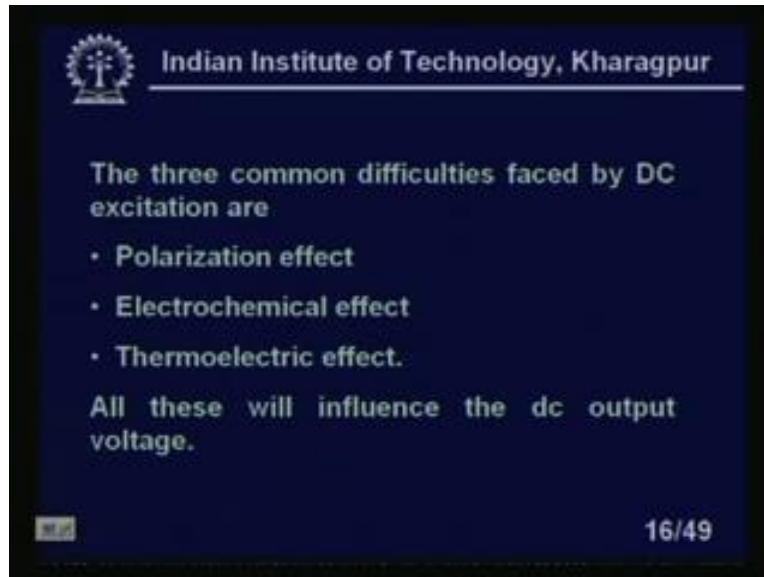 Indian Institute of Technology, Kharagpur
The three common difficulties faced by DC
excitation are
• Polarization effect
• Electrochemical effect
• Thermoelectric effect.
All these will influence the dc output
voltage.
16/49